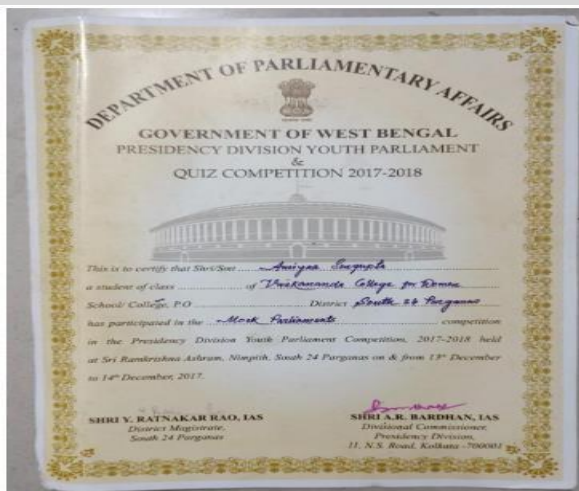 DEPARTMENT OF PARLIAMENTARY AFFAIRS
GOVERNMENT OF WEST BENGAL
PRESIDENCY DIVISION YOUTH PARLIAMENT
&
QUIZ COMPETITION 2017-2018
This is to certify that Shri/Smt
a student of class of Vivekananda College for Women
School/ College, P.O District South 24 Parganas
has participated in the Mock Parliament competition
in the Presidency Division Youth Parliament Competition, 2017-2018 held
at Sri Ramkrishna Ashram, Nimpith, South 24 Parganas on & from 13th December
to 14th December, 2017.
SHRI Y. RATNAKAR RAO, IAS
District Magistrate,
South 24 Parganas
SHRI A.R. BARDHAN, IAS
Divisional Commissioner,
Presidency Division,
11, N.S. Road, Kolkata -700001